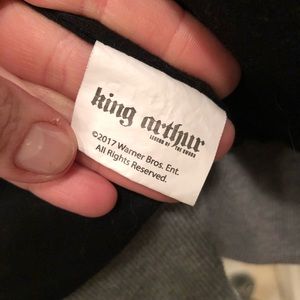 king arthur
LEGEND OF THE SWORD
©2017 Warner Bros. Ent.
All Rights Reserved.